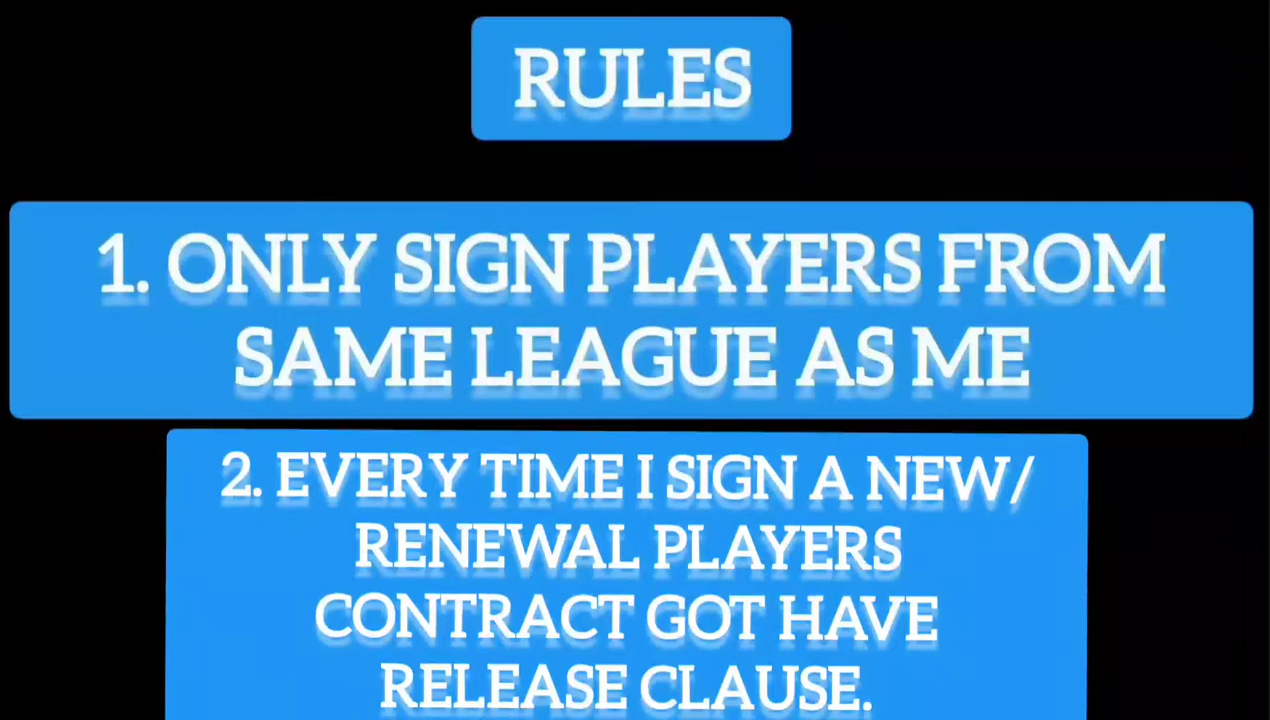 RULES
1. ONLY SIGN PLAYERS FROM
SAME LEAGUE AS ME
2. EVERY TIME I SIGN A NEW/
RENEWAL PLAYERS
CONTRACT GOT HAVE
RELEASE CLAUSE.